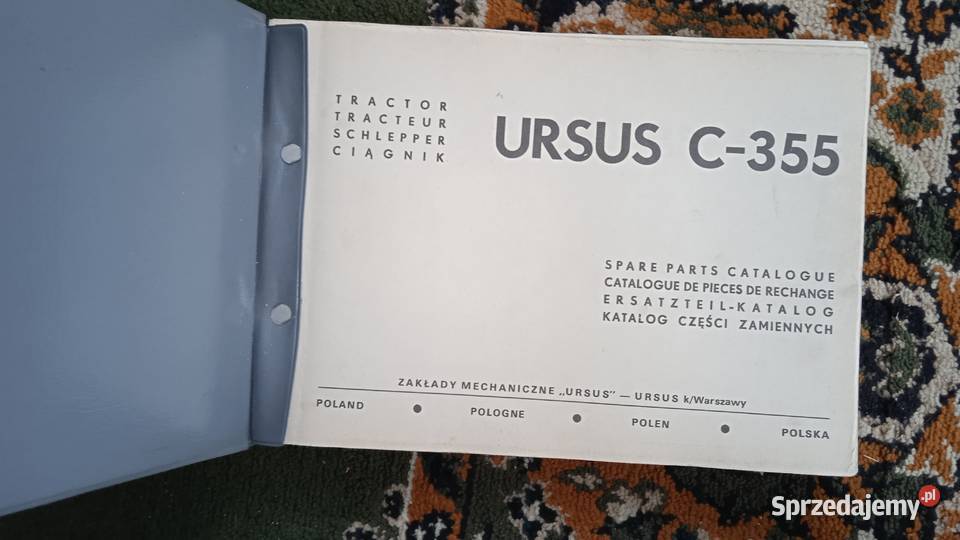 TRACTOR
TRACTEUR
SCHLEPPER
CIĄGNIK
URSUS C-355
SPARE PARTS CATALOGUE
CATALOGUE DE PIECES DE RECHANGE
ERSATZTEIL-KATALOG
KATALOG CZĘŚCI ZAMIENNYCH
ZAKŁADY MECHANICZNE „URSUS" — URSUS k/Warszawy
POLAND ● POLOGNE ● POLEN ● POLSKA
Sprzedajemy.pl